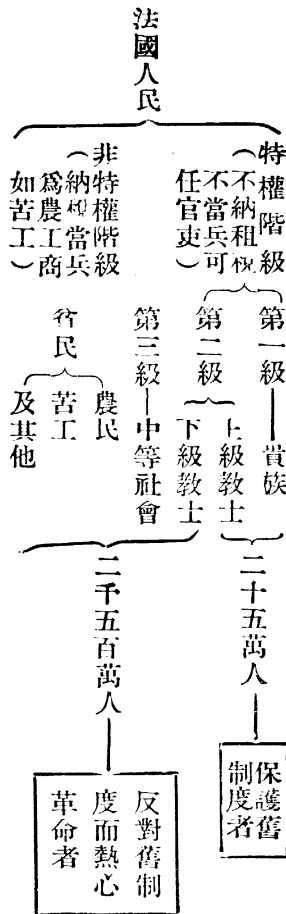 法國人民
特權階級
（不納租稅
不當兵可
任官吏）
第一級
貴族
第二級
上級教士
下級教士
二十五萬人
保護舊
制度者
非特權階級
（納稅當兵
爲農工商
如苦工）
第三級
中等社會
貧民
農民
苦工
及其他
二千五百萬人
反對舊制
度而熱心
革命者